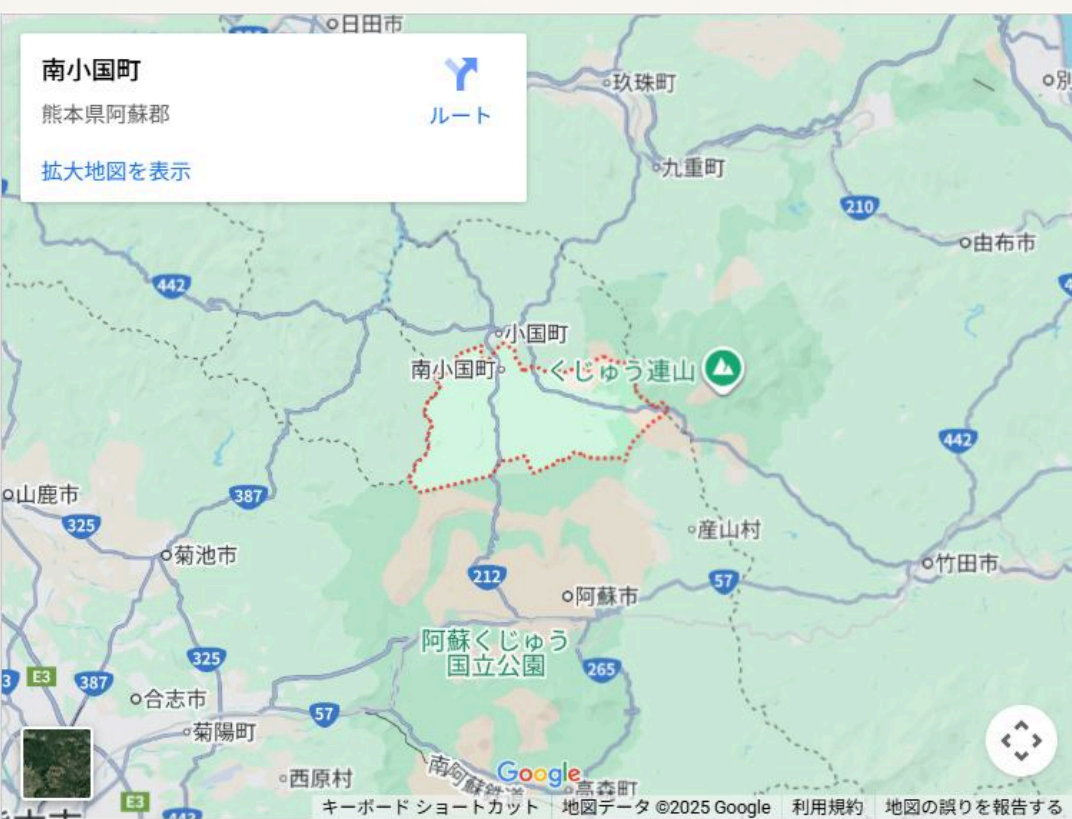 日田市
南小国町
熊本県阿蘇郡
ルート
拡大地図を表示
玖珠町
九重町
210
由布市
442
小国町
南小国町
くじゅう連山
442
山鹿市
387
325
菊池市
産山村
竹田市
212
57
阿蘇市
阿蘇くじゅう
国立公園
325
265
E3
387
合志市
57
菊陽町
南阿蘇鉄道
Google
西原村
高森町
E3
キーボード ショートカット
地図データ ©2025 Google
利用規約
地図の誤りを報告する